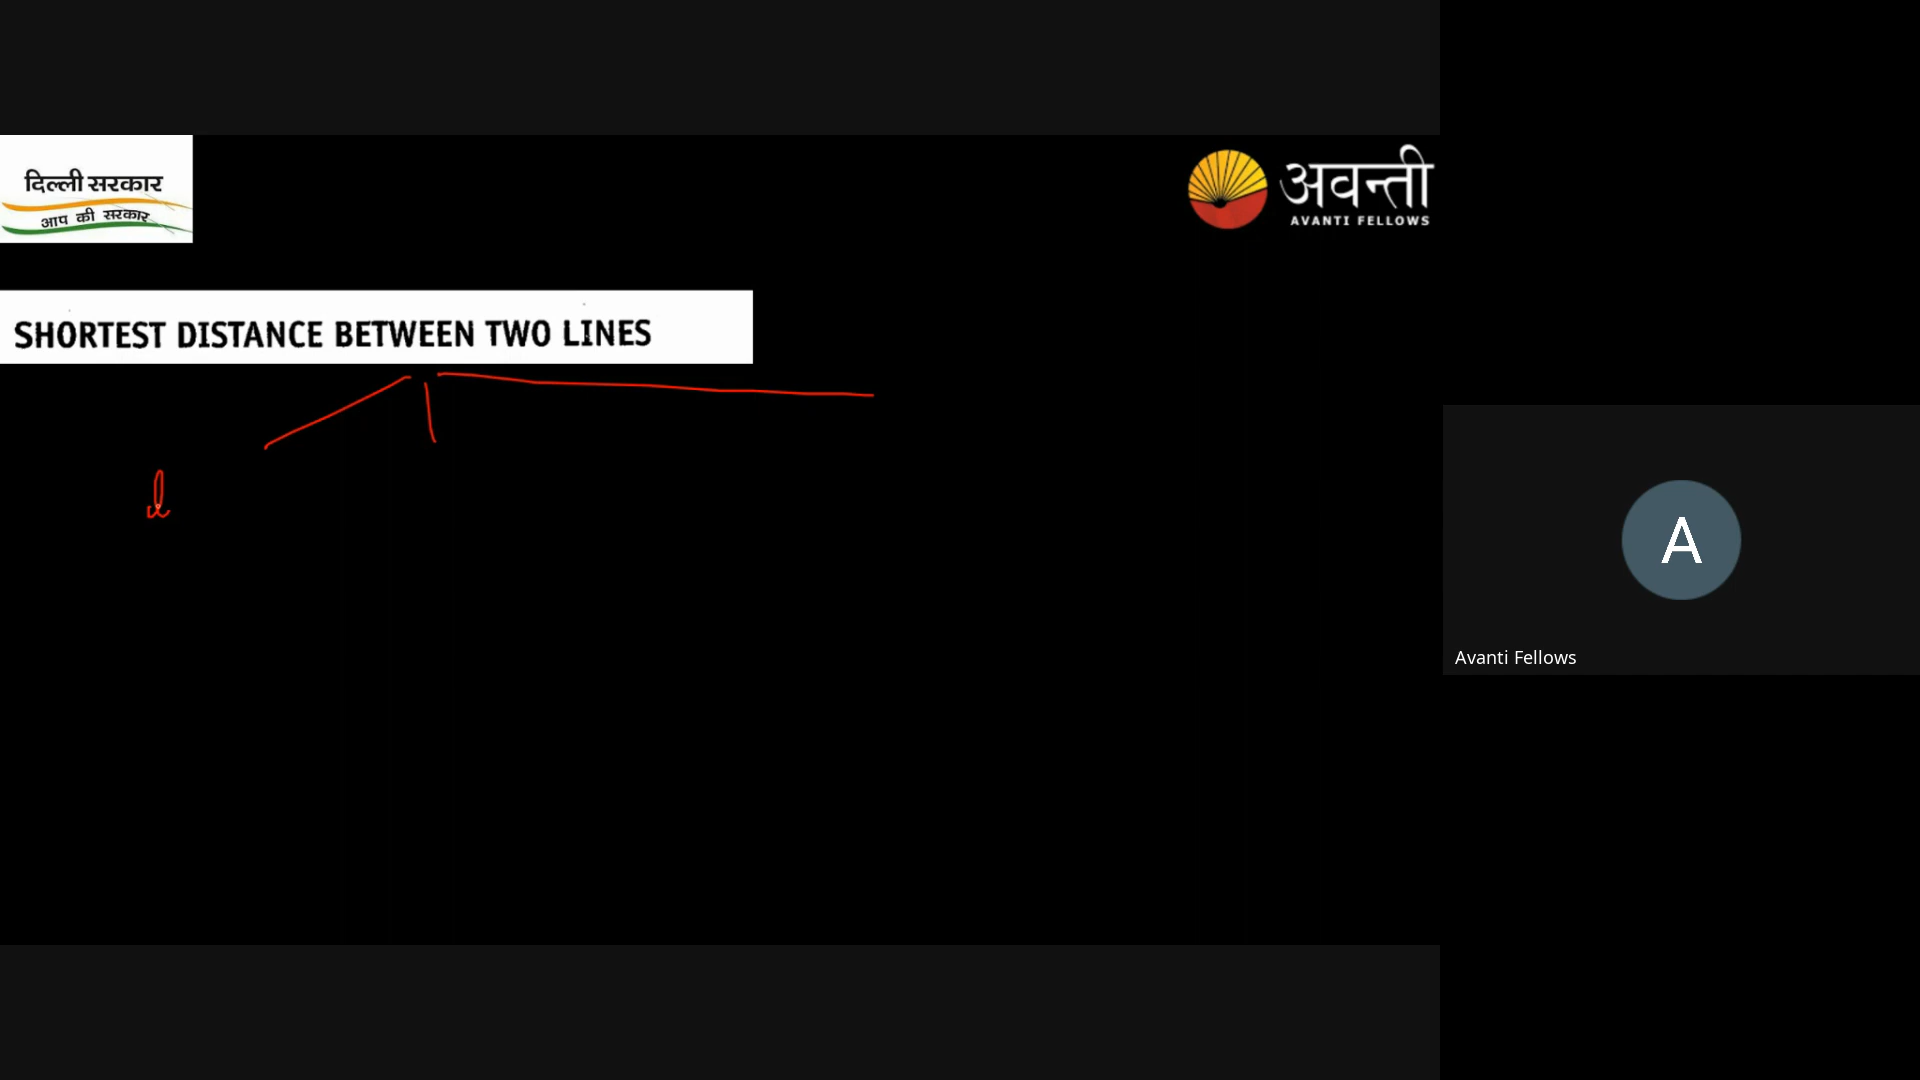 दिल्ली सरकार
आप की सरकार
अवन्ती
AVANTI FELLOWS
SHORTEST DISTANCE BETWEEN TWO LINES
A
Avanti Fellows